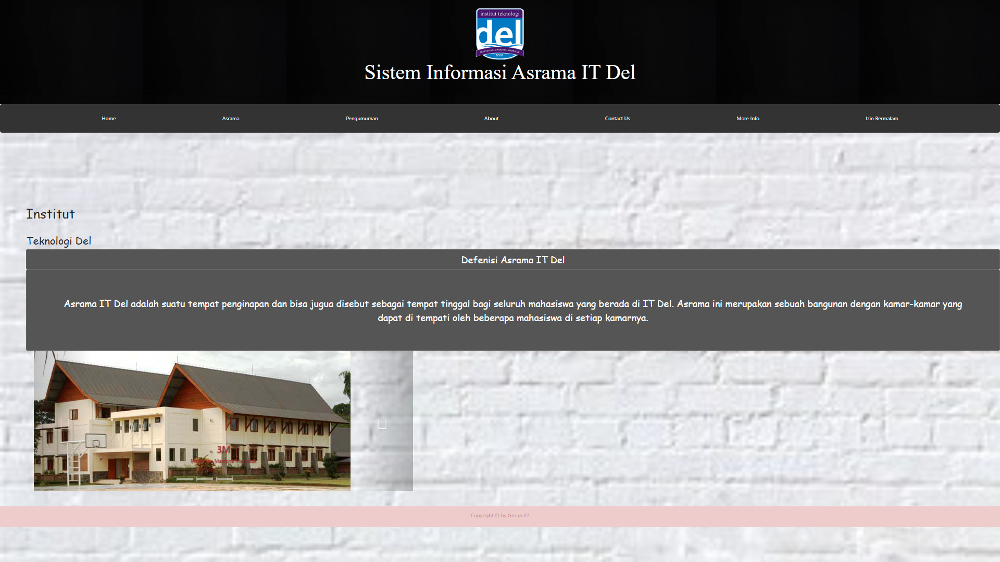 institut teknologi
del
MARTUHAN-MARROHA-MARBISUK
2001
Sistem Informasi Asrama IT Del
Home Asrama Pengumuman About Contact Us More Info Izin Bermalam
Institut
Teknologi Del
Defenisi Asrama IT Del
Asrama IT Del adalah suatu tempat penginapan dan bisa jugua disebut sebagai tempat tinggal bagi seluruh mahasiswa yang berada di IT Del. Asrama ini merupakan sebuah bangunan dengan kamar-kamar yang
dapat di tempati oleh beberapa mahasiswa di setiap kamarnya.
3M
Martuhan Marroha Marbisuk
Copyright © by Group 07